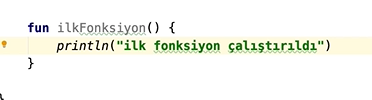 fun ilkFonksiyon() {
println("ilk fonksiyon çalıştırıldı")
}